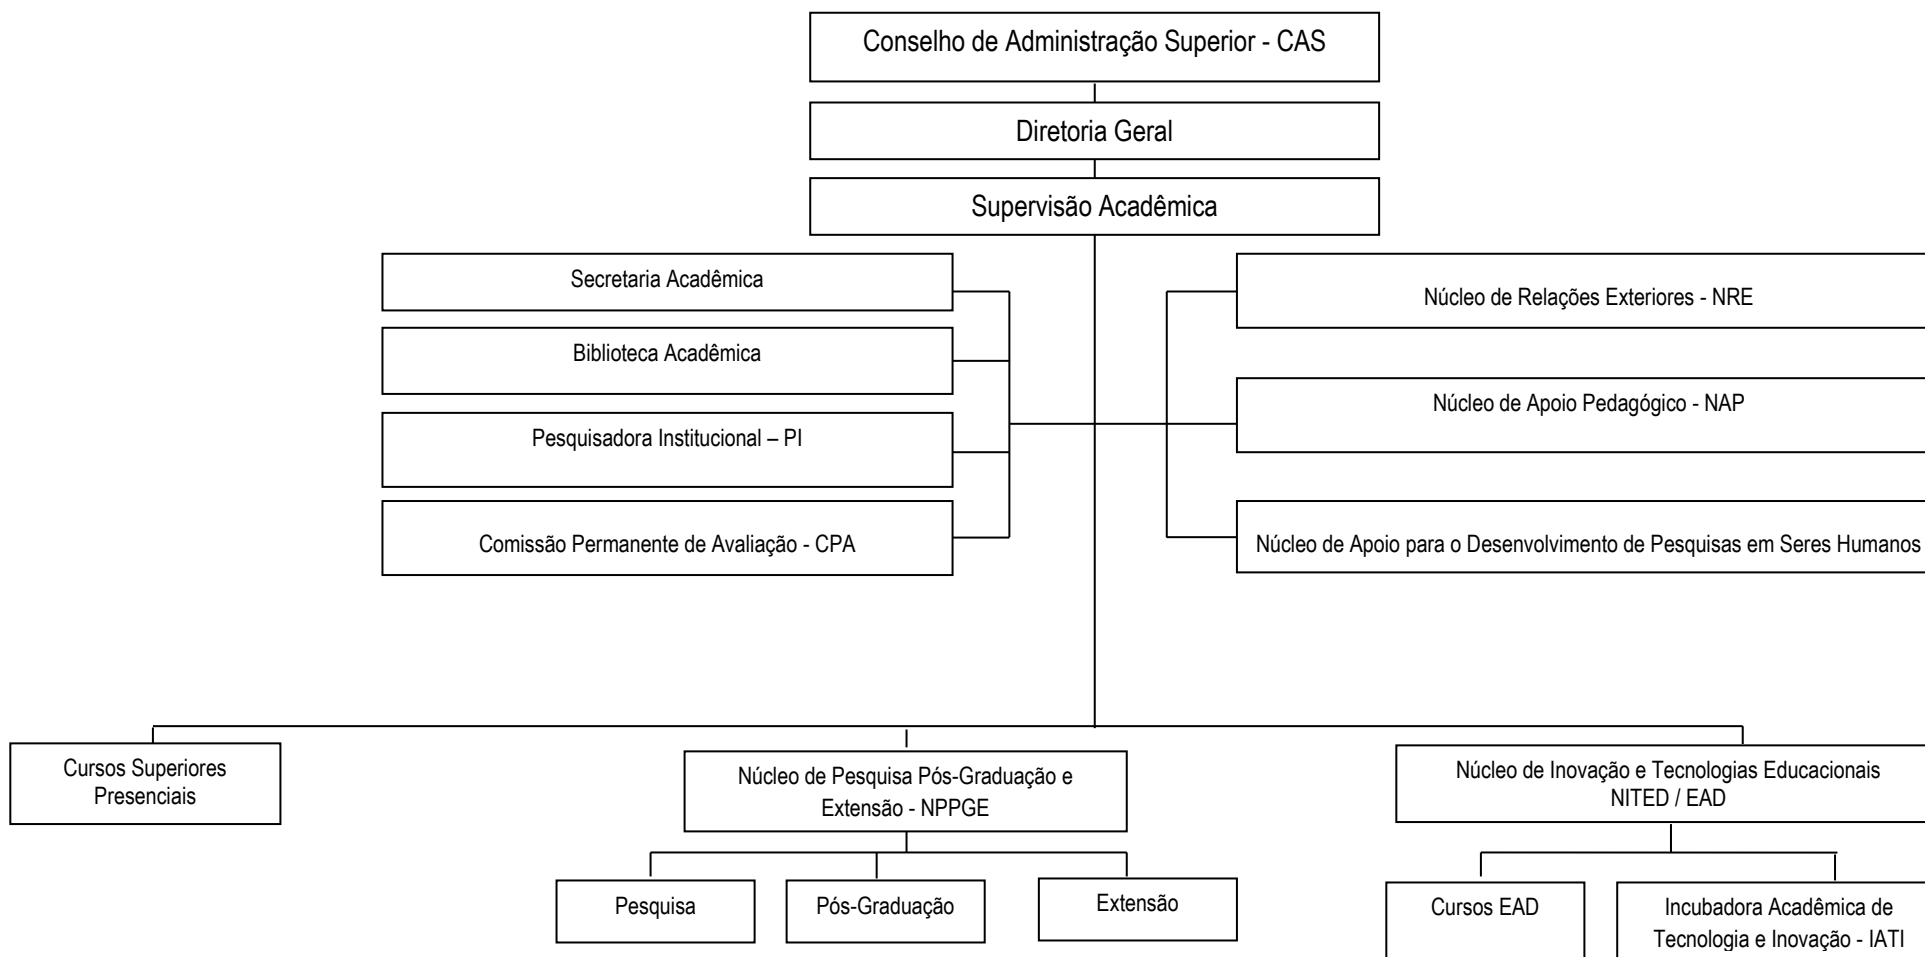 Conselho de Administração Superior - CAS
Diretoria Geral
Supervisão Acadêmica
Secretaria Acadêmica
Núcleo de Relações Exteriores - NRE
Biblioteca Acadêmica
Núcleo de Apoio Pedagógico - NAP
Pesquisadora Institucional – PI
Comissão Permanente de Avaliação - CPA
Núcleo de Apoio para o Desenvolvimento de Pesquisas em Seres Humanos
Cursos Superiores
Presenciais
Núcleo de Pesquisa Pós-Graduação e
Extensão - NPPGE
Núcleo de Inovação e Tecnologias Educacionais
NITED / EAD
Pesquisa
Pós-Graduação
Extensão
Cursos EAD
Incubadora Acadêmica de
Tecnologia e Inovação - IATI